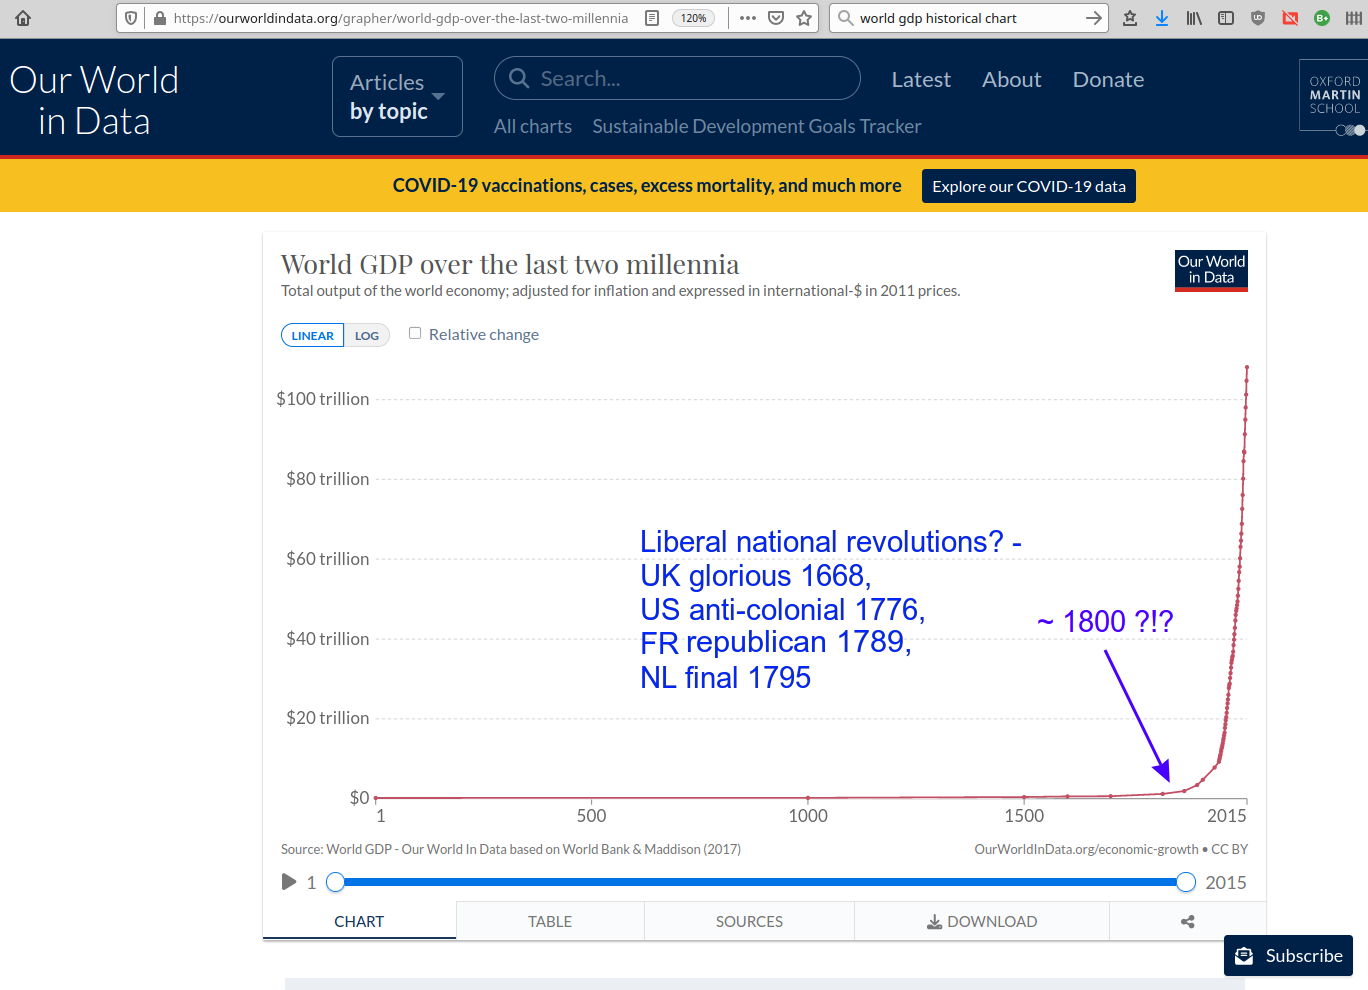 https://ourworldindata.org/grapher/world-gdp-over-the-last-two-millennia
120%
world gdp historical chart
Our World
in Data
Articles
by topic
Search...
Latest
About
Donate
All charts
Sustainable Development Goals Tracker
OXFORD
MARTIN
SCHOOL
COVID-19 vaccinations, cases, excess mortality, and much more
Explore our COVID-19 data
World GDP over the last two millennia
Total output of the world economy; adjusted for inflation and expressed in international-$ in 2011 prices.
Our World
in Data
LINEAR
LOG
Relative change
$100 trillion
$80 trillion
$60 trillion
$40 trillion
$20 trillion
$0
Liberal national revolutions? -
UK glorious 1668,
US anti-colonial 1776,
FR republican 1789,
NL final 1795
~ 1800 ?!?
1
500
1000
1500
2015
Source: World GDP - Our World In Data based on World Bank & Maddison (2017)
OurWorldInData.org/economic-growth • CC BY
1
2015
CHART
TABLE
SOURCES
DOWNLOAD
Subscribe